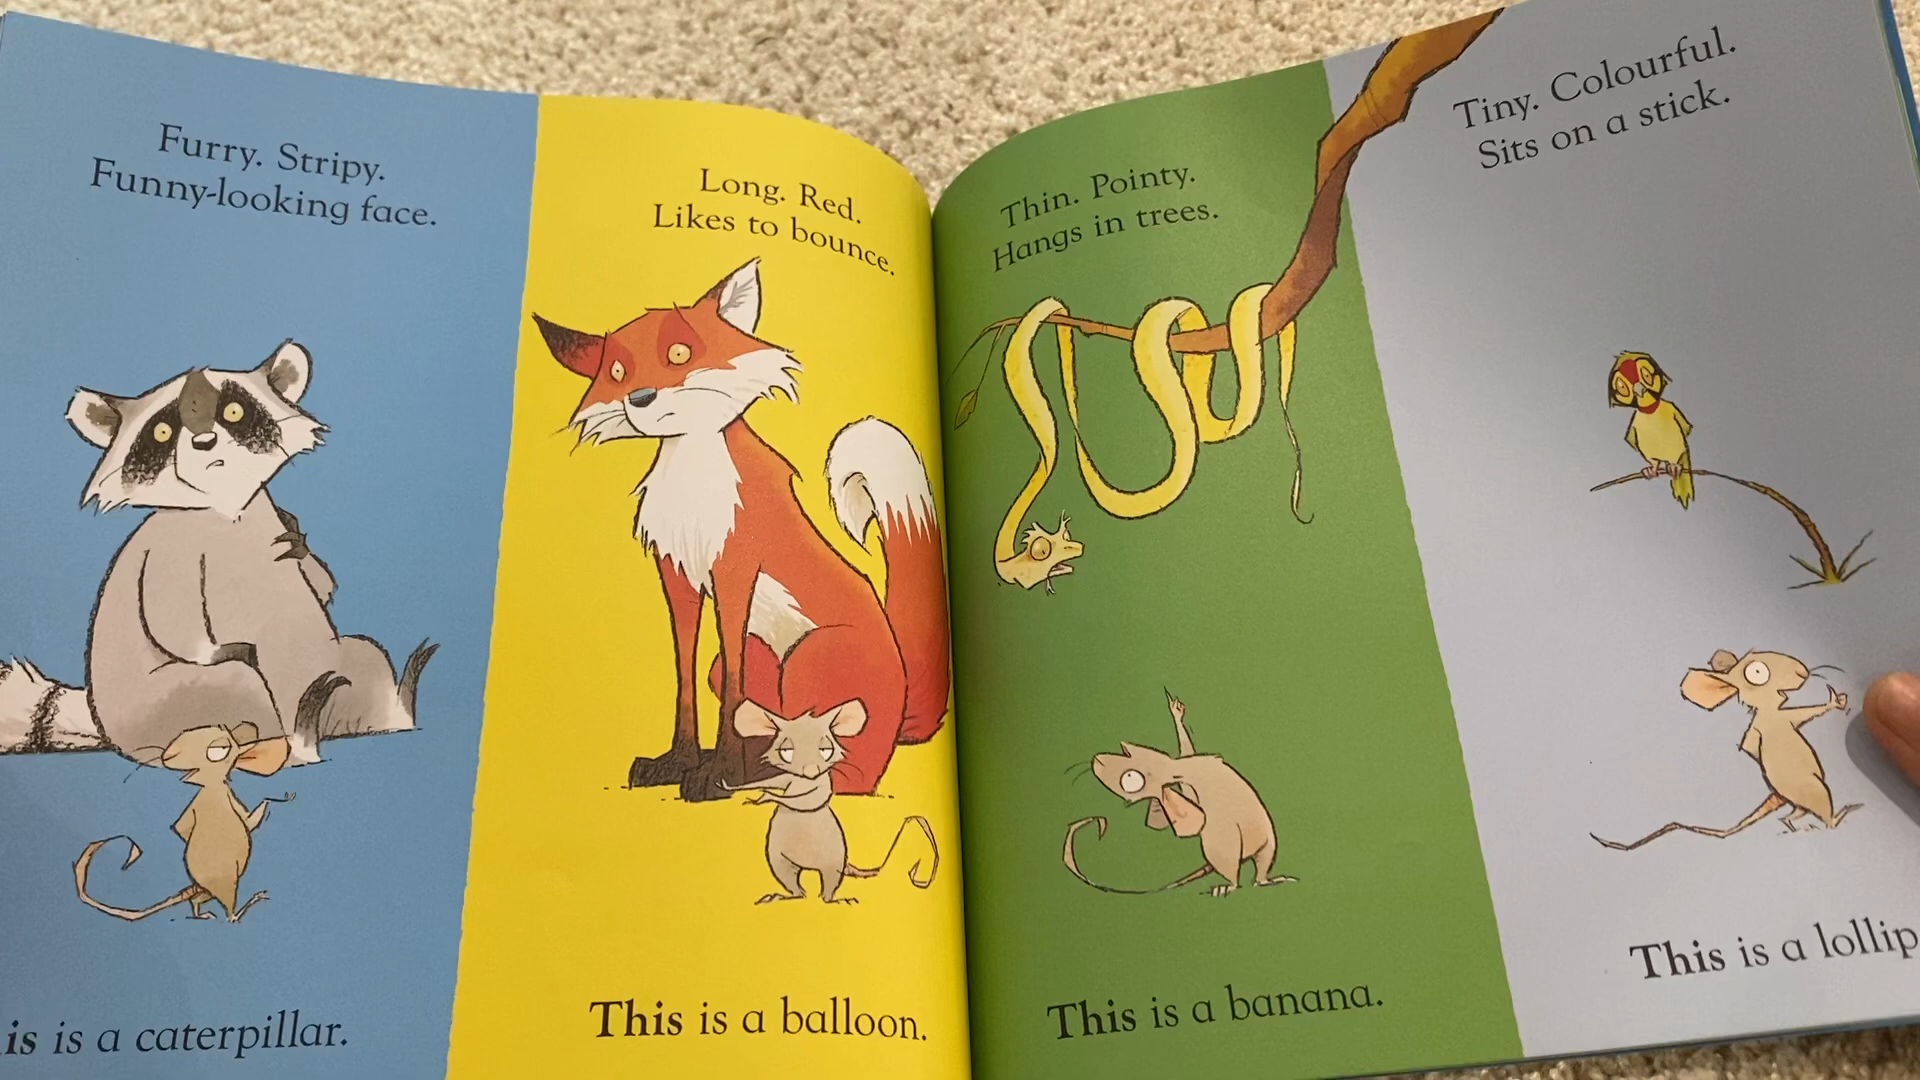 Furry. Stripy.
Funny-looking face.
is is a caterpillar.
Long. Red.
Likes to bounce.
This is a balloon.
Thin. Pointy.
Hangs in trees.
This is a banana.
Tiny. Colourful.
Sits on a stick.
This is a lollip